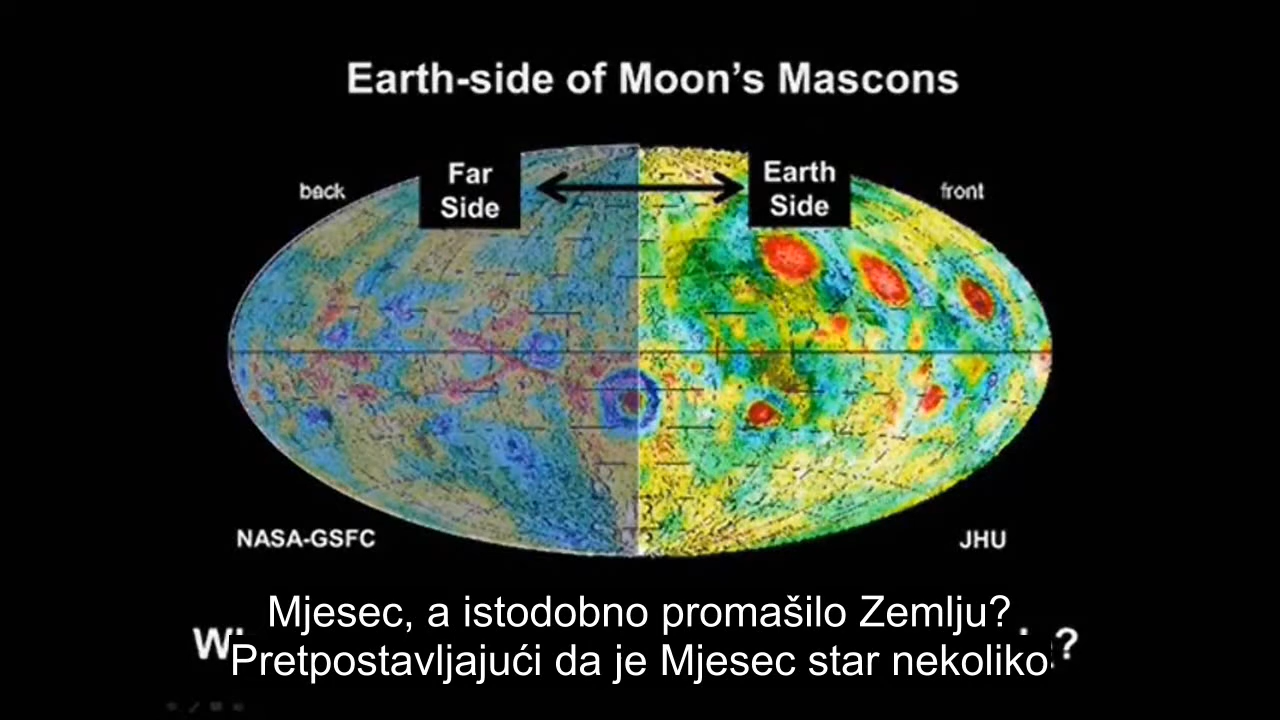 Earth-side of Moon's Mascons
back
Far
Side
Earth
Side
front
NASA-GSFC
JHU
Mjesec, a istodobno promašilo Zemlju?
Pretpostavljajući da je Mjesec star nekoliko